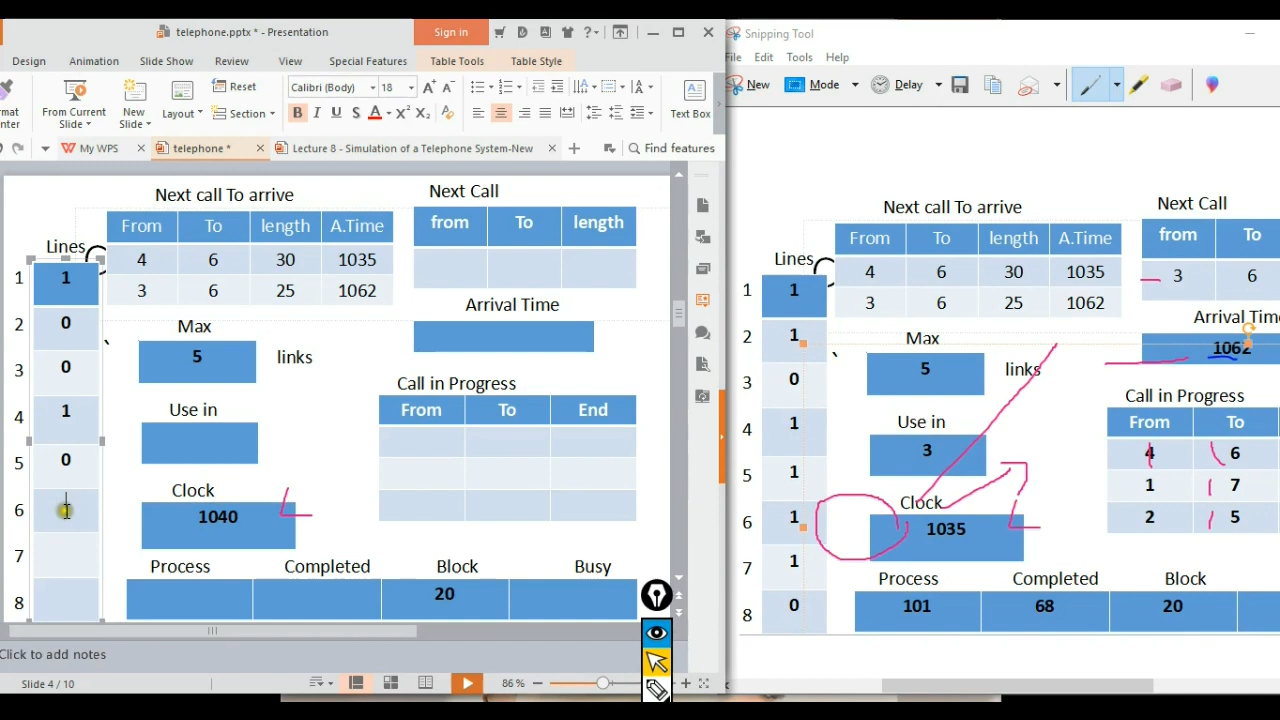 telephone.pptx * - Presentation
Sign in
Design Animation Slide Show Review View Special Features Table Tools Table Style
From Current Slide
New Slide
Layout
Reset
Section
Calibri (Body)
18
Text Box
My WPS
telephone *
Lecture 8 - Simulation of a Telephone System-New
Find features
Next call To arrive
From To length A.Time
4 6 30 1035
3 6 25 1062
Next Call
from To length
Arrival Time
Lines
1 1
2 0
3 0
4 1
5 0
6
7
8
Max
5
links
Use in
Clock
1040
Call in Progress
From To End
Process Completed Block Busy
20
Click to add notes
Slide 4 / 10
86 %
Snipping Tool
File Edit Tools Help
New
Mode
Delay
Next call To arrive
From To length A.Time
4 6 30 1035
3 6 25 1062
Next Call
from To
3 6
Arrival Time
1062
Lines
1 1
2 1
3 0
4 1
5 1
6 1
7 1
8 0
Max
5
links
Use in
3
Clock
1035
Call in Progress
From To
4 6
1 7
2 5
Process Completed Block
101 68 20